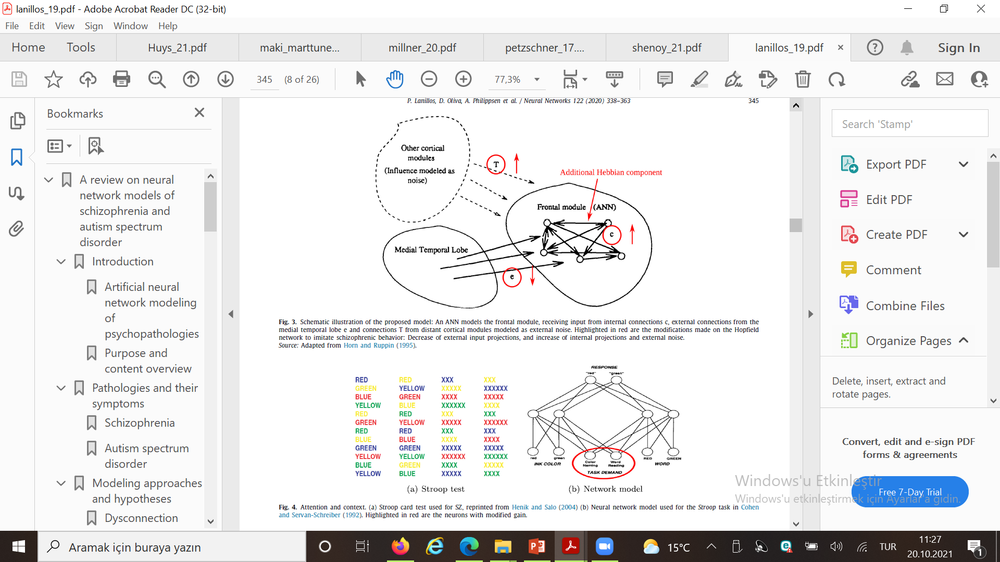 lanillos_19.pdf - Adobe Acrobat Reader DC (32-bit)
File Edit View Sign Window Help
Home Tools Huys_21.pdf maki_marttune... millner_20.pdf petzschner_17.... shenoy_21.pdf lanillos_19.pdf × Sign In
345 (8 of 26) 77,3%
Bookmarks
A review on neural
network models of
schizophrenia and
autism spectrum
disorder
Introduction
Artificial neural
network modeling
of
psychopathologies
Purpose and
content overview
Pathologies and their
symptoms
Schizophrenia
Autism spectrum
disorder
Modeling approaches
and hypotheses
Dysconnection
P. Lanillos, D. Oliva, A. Philippsen et al. / Neural Networks 122 (2020) 338–363 345
Other cortical
modules
(Influence modeled as
noise)
T
Additional Hebbian component
Frontal module (ANN)
c
Medial Temporal Lobe
e
Fig. 3. Schematic illustration of the proposed model: An ANN models the frontal module, receiving input from internal connections c, external connections from the
medial temporal lobe e and connections T from distant cortical modules modeled as external noise. Highlighted in red are the modifications made on the Hopfield
network to imitate schizophrenic behavior: Decrease of external input projections, and increase of internal projections and external noise.
Source: Adapted from Horn and Ruppin (1995).
RED RED XXX XXX
GREEN YELLOW XXXXX XXXXXX
BLUE GREEN XXXX XXXXX
YELLOW BLUE XXXXXX XXXX
RED RED XXX XXX
GREEN YELLOW XXXXX XXXXXX
RED RED XXX XXX
BLUE BLUE XXXX XXXX
GREEN GREEN XXXXX XXXXX
YELLOW YELLOW XXXXXX XXXXXX
BLUE GREEN XXXX XXXXX
YELLOW BLUE XXXXX XXXX
(a) Stroop test
RESPONSE
"red" "green"
red green Color Naming Word Reading RED GREEN
INK COLOR TASK DEMAND WORD
(b) Network model
Fig. 4. Attention and context. (a) Stroop card test used for SZ, reprinted from Henik and Salo (2004) (b) Neural network model used for the Stroop task in Cohen
and Servan-Schreiber (1992). Highlighted in red are the neurons with modified gain.
Search 'Stamp'
Export PDF
Edit PDF
Create PDF
Comment
Combine Files
Organize Pages
Delete, insert, extract and
rotate pages.
Convert, edit and e-sign PDF
forms & agreements
Free 7-Day Trial
Windows'u Etkinleştir
Windows'u etkinleştirmek için Ayarlar'a gidin.
Aramak için buraya yazın
15°C
TUR
11:27
20.10.2021
1